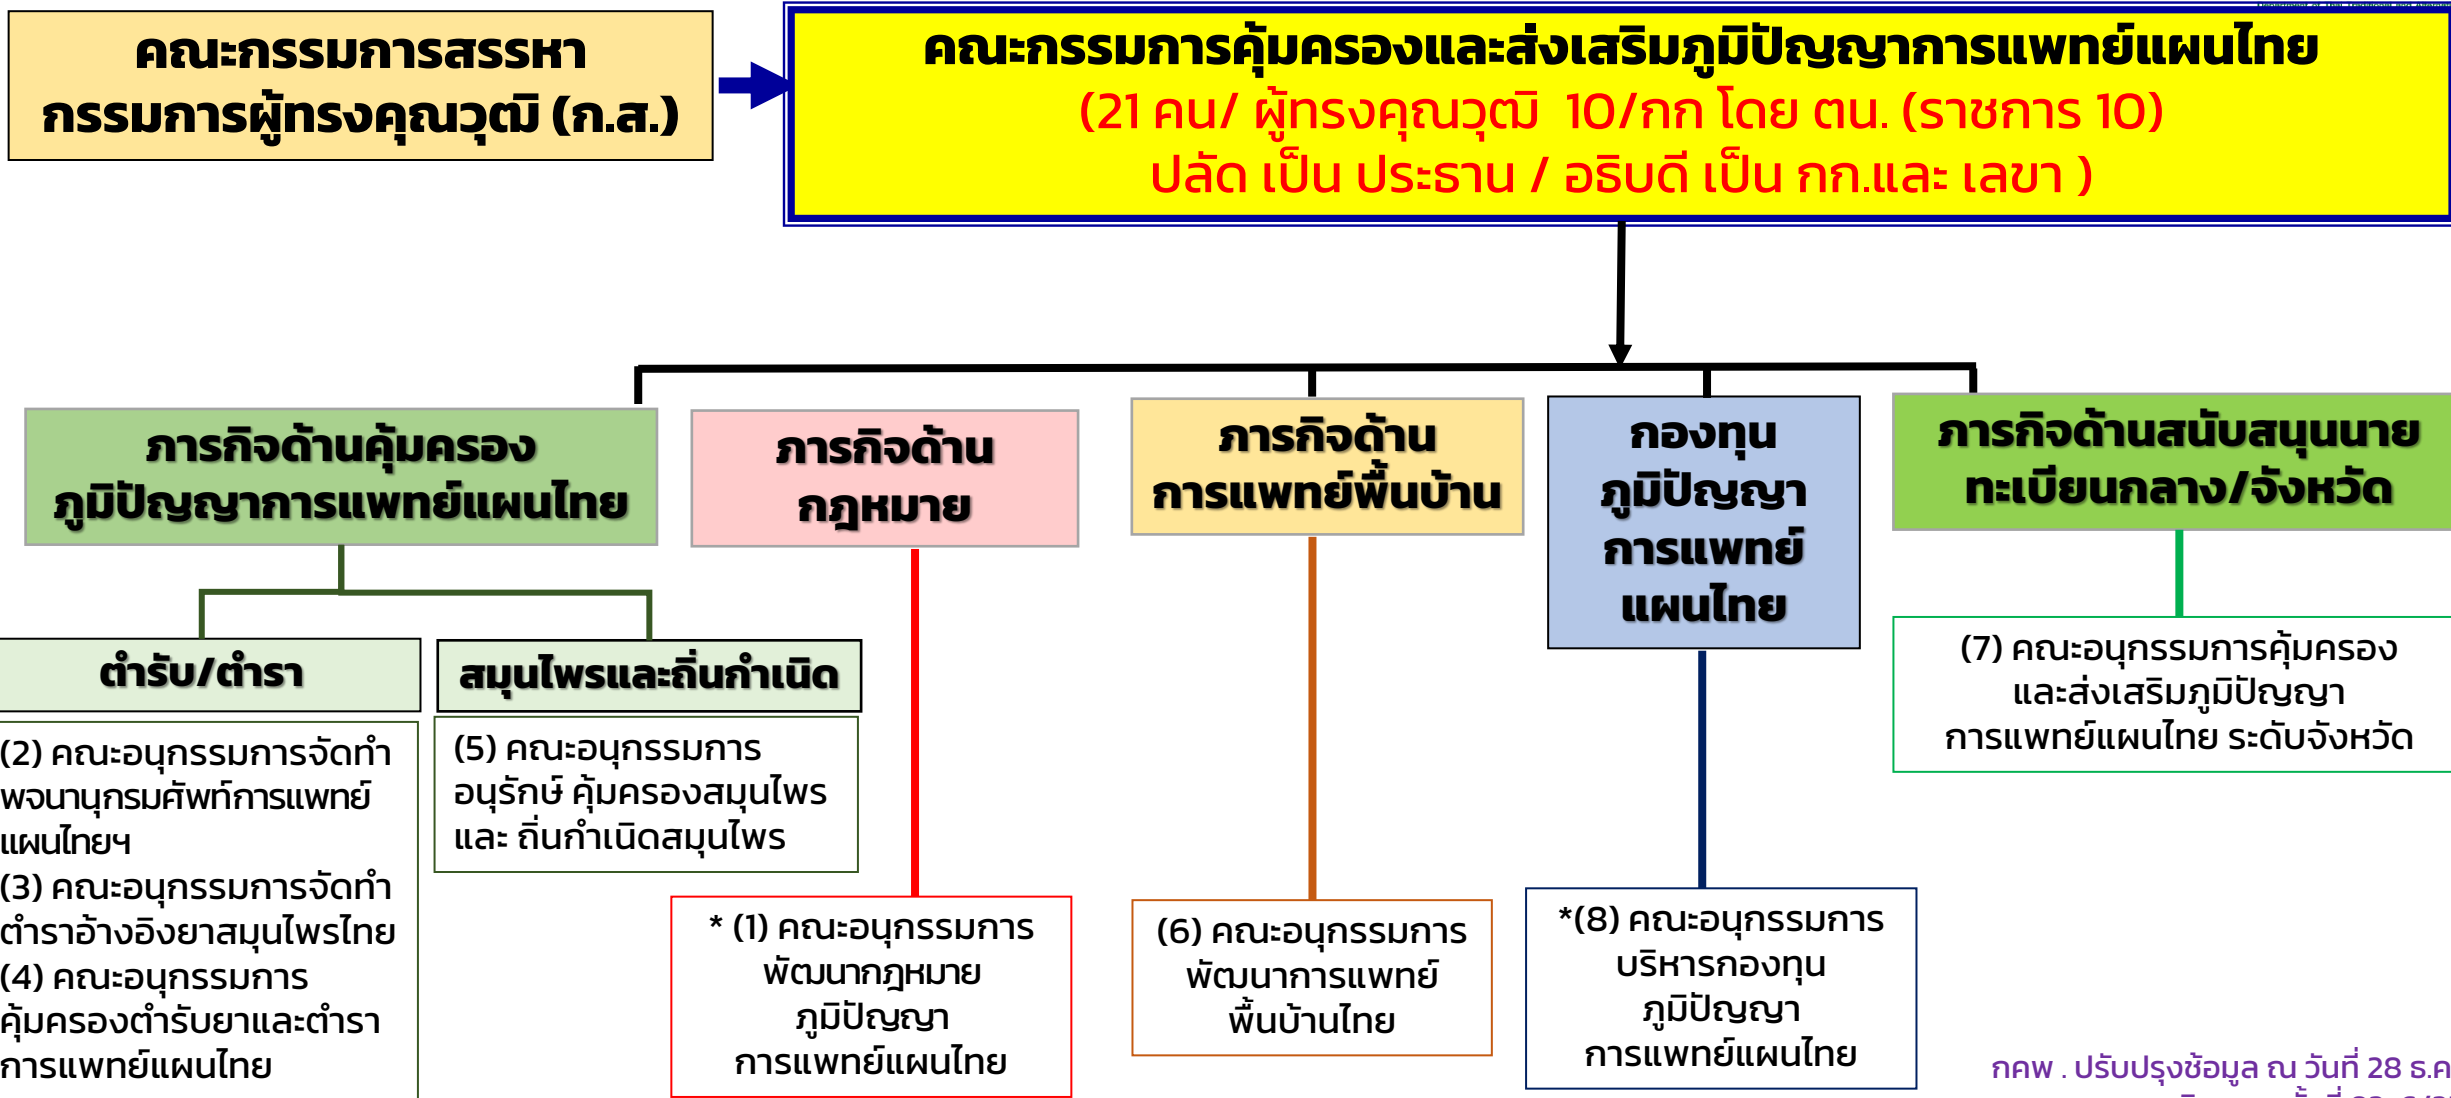 คณะกรรมการสรรหา
กรรมการผู้ทรงคุณวุฒิ (ก.ส.)
คณะกรรมการคุ้มครองและส่งเสริมภูมิปัญญาการแพทย์แผนไทย
(21 คน/ ผู้ทรงคุณวุฒิ 10/กก โดย ตน. (ราชการ 10)
ปลัด เป็น ประธาน / อธิบดี เป็น กก.และ เลขา )
ภารกิจด้านคุ้มครอง
ภูมิปัญญาการแพทย์แผนไทย
ภารกิจด้าน
กฎหมาย
ภารกิจด้าน
การแพทย์พื้นบ้าน
กองทุน
ภูมิปัญญา
การแพทย์
แผนไทย
ภารกิจด้านสนับสนุนนาย
ทะเบียนกลาง/จังหวัด
ตำรับ/ตำรา
สมุนไพรและถิ่นกำเนิด
(2) คณะอนุกรรมการจัดทำ
พจนานุกรมศัพท์การแพทย์
แผนไทยฯ
(3) คณะอนุกรรมการจัดทำ
ตำราอ้างอิงยาสมุนไพรไทย
(4) คณะอนุกรรมการ
คุ้มครองตำรับยาและตำรา
การแพทย์แผนไทย
(5) คณะอนุกรรมการ
อนุรักษ์ คุ้มครองสมุนไพร
และ ถิ่นกำเนิดสมุนไพร
* (1) คณะอนุกรรมการ
พัฒนากฎหมาย
ภูมิปัญญา
การแพทย์แผนไทย
(6) คณะอนุกรรมการ
พัฒนาการแพทย์
พื้นบ้านไทย
*(8) คณะอนุกรรมการ
บริหารกองทุน
ภูมิปัญญา
การแพทย์แผนไทย
(7) คณะอนุกรรมการคุ้มครอง
และส่งเสริมภูมิปัญญา
การแพทย์แผนไทย ระดับจังหวัด
กคพ . ปรับปรุงช้อมูล ณ วันที่ 28 ธ.ค